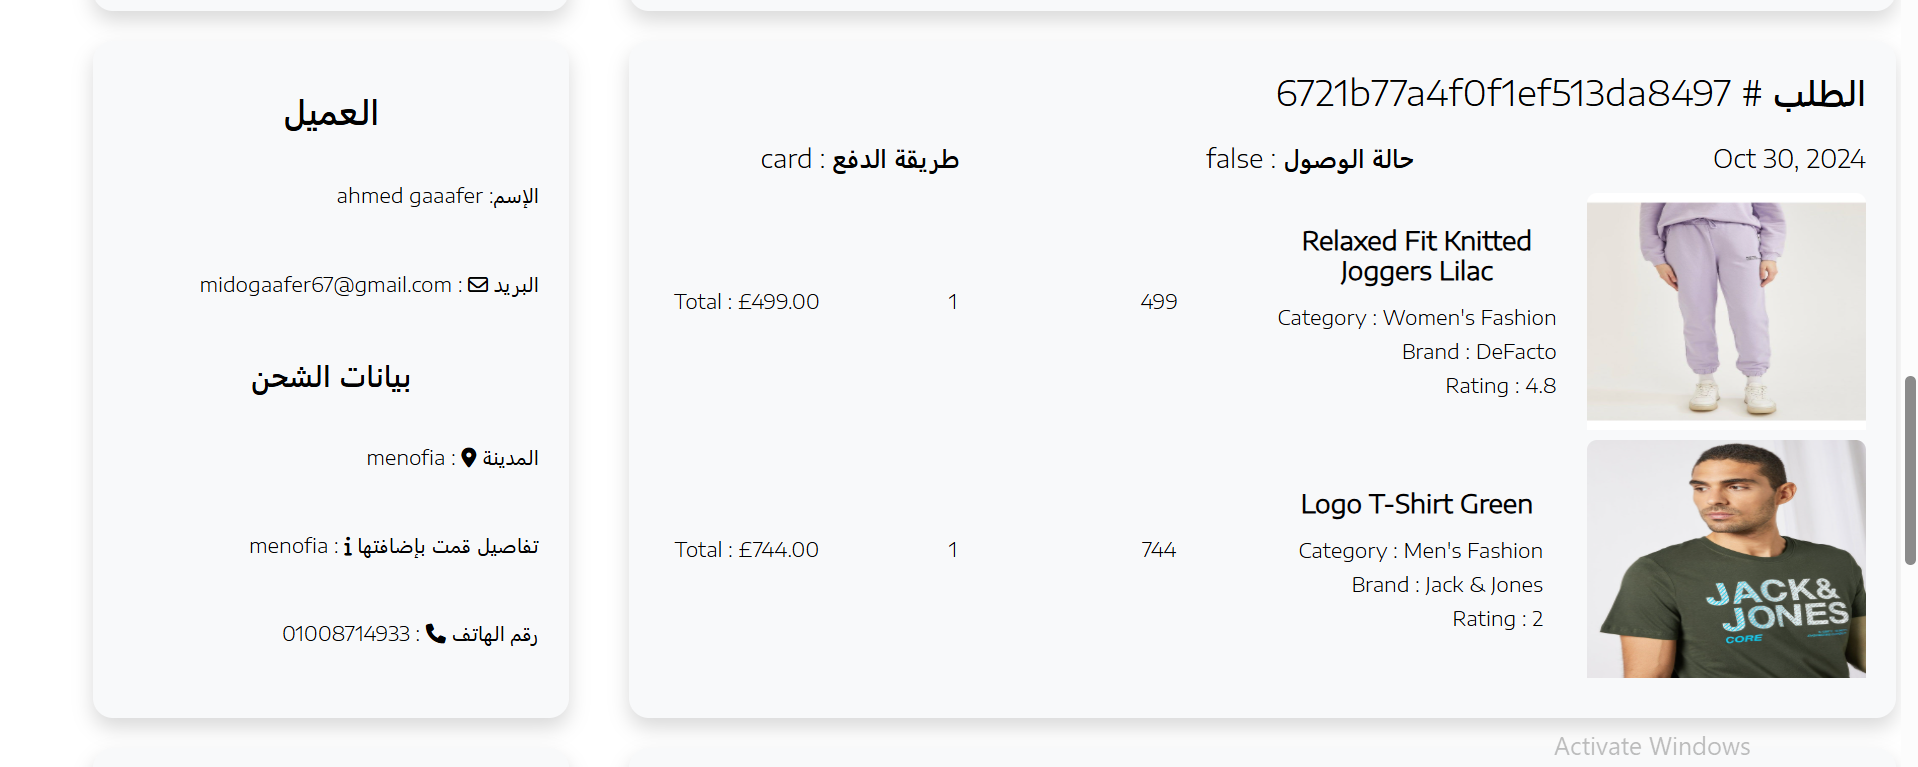 الطلب # 6721b77a4f0f1ef513da8497
Oct 30, 2024
حالة الوصول : false
طريقة الدفع : card
Relaxed Fit Knitted
Joggers Lilac
Category : Women's Fashion
Brand : DeFacto
Rating : 4.8
499
1
Total : £499.00
JACK&
JONES
CORE
Logo T-Shirt Green
Category : Men's Fashion
Brand : Jack & Jones
Rating : 2
744
1
Total : £744.00
العميل
الإسم: ahmed gaaafer
البريد : midogaafer67@gmail.com
بيانات الشحن
المدينة : menofia
تفاصيل قمت بإضافتها : menofia
رقم الهاتف : 01008714933
Activate Windows